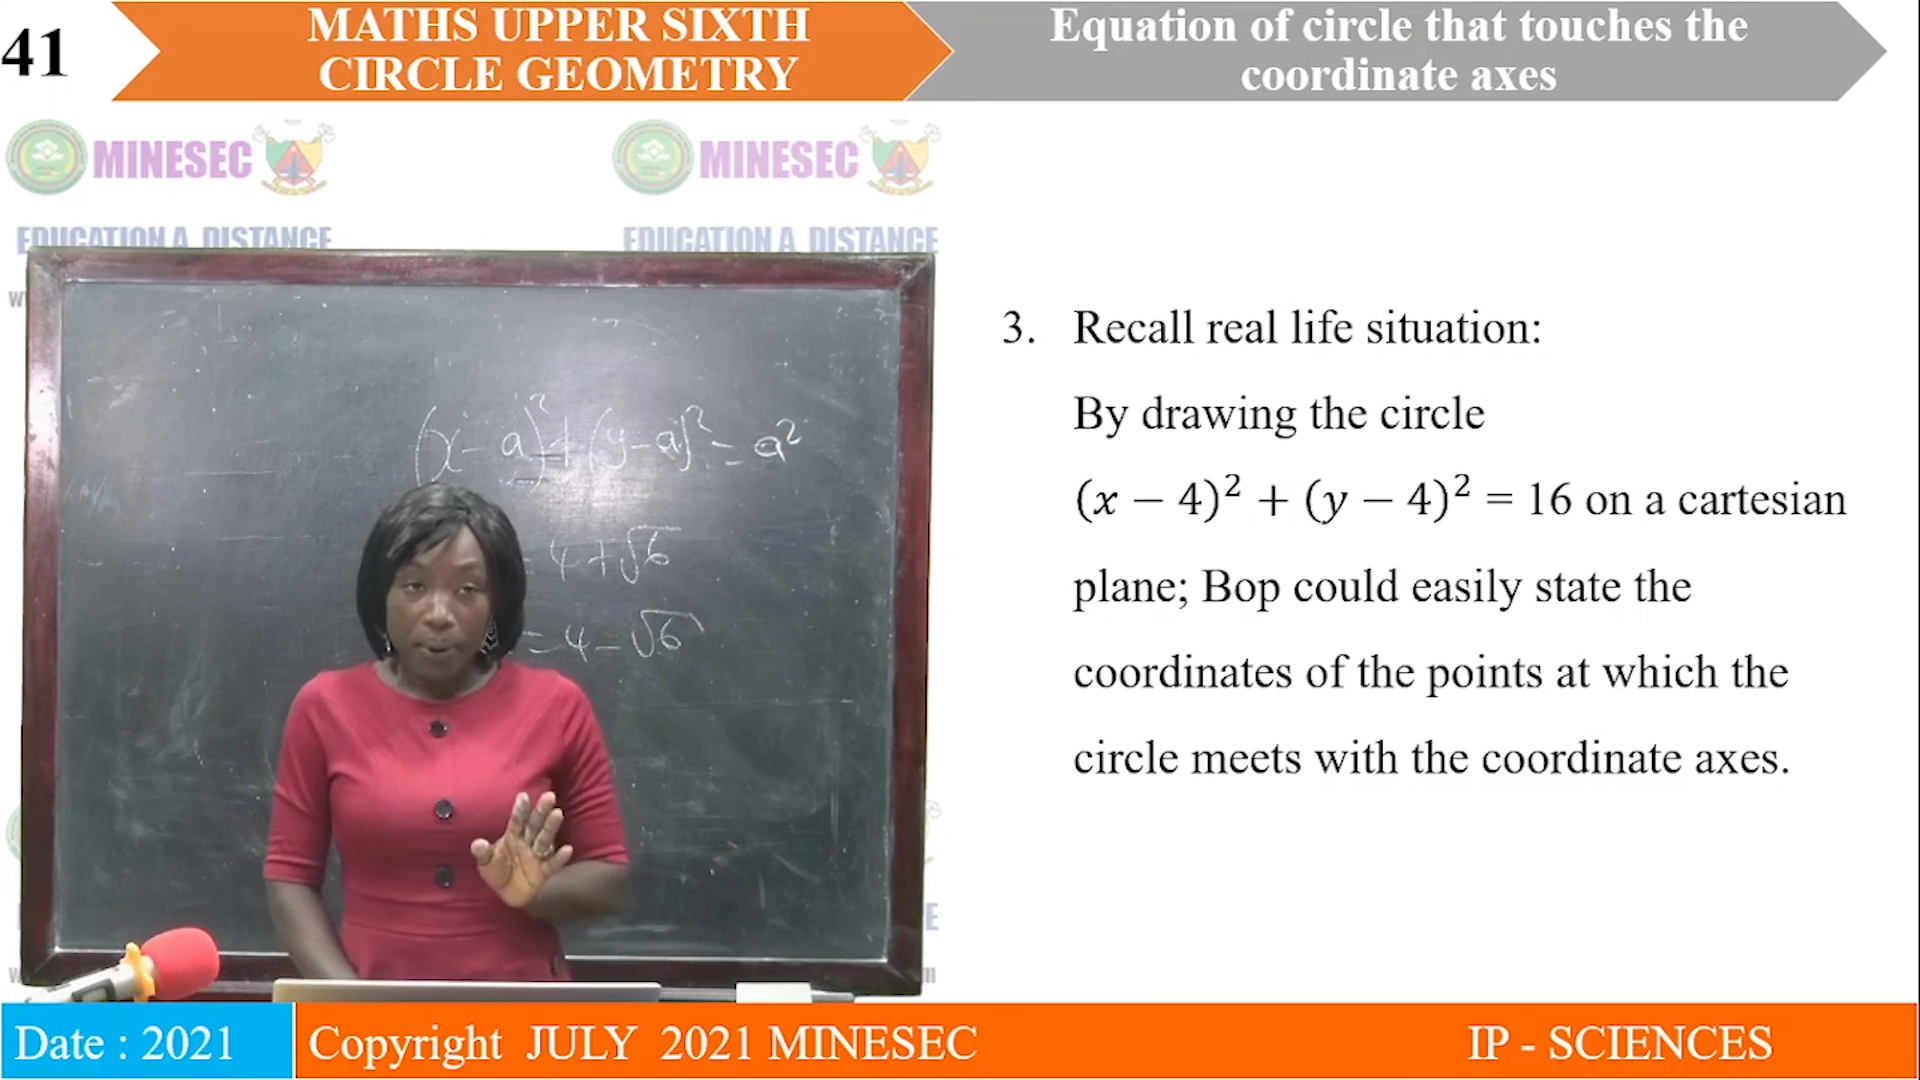 41
MATHS UPPER SIXTH
CIRCLE GEOMETRY
Equation of circle that touches the
coordinate axes
MINESEC
MINESEC
EDUCATION A DISTANCE
EDUCATION A DISTANCE
(x - a)² + (y - a)² = a²
4 + √6
= 4 - √6
3. Recall real life situation:
By drawing the circle
(x − 4)² + (y − 4)² = 16 on a cartesian
plane; Bop could easily state the
coordinates of the points at which the
circle meets with the coordinate axes.
Date : 2021
Copyright JULY 2021 MINESEC
IP - SCIENCES